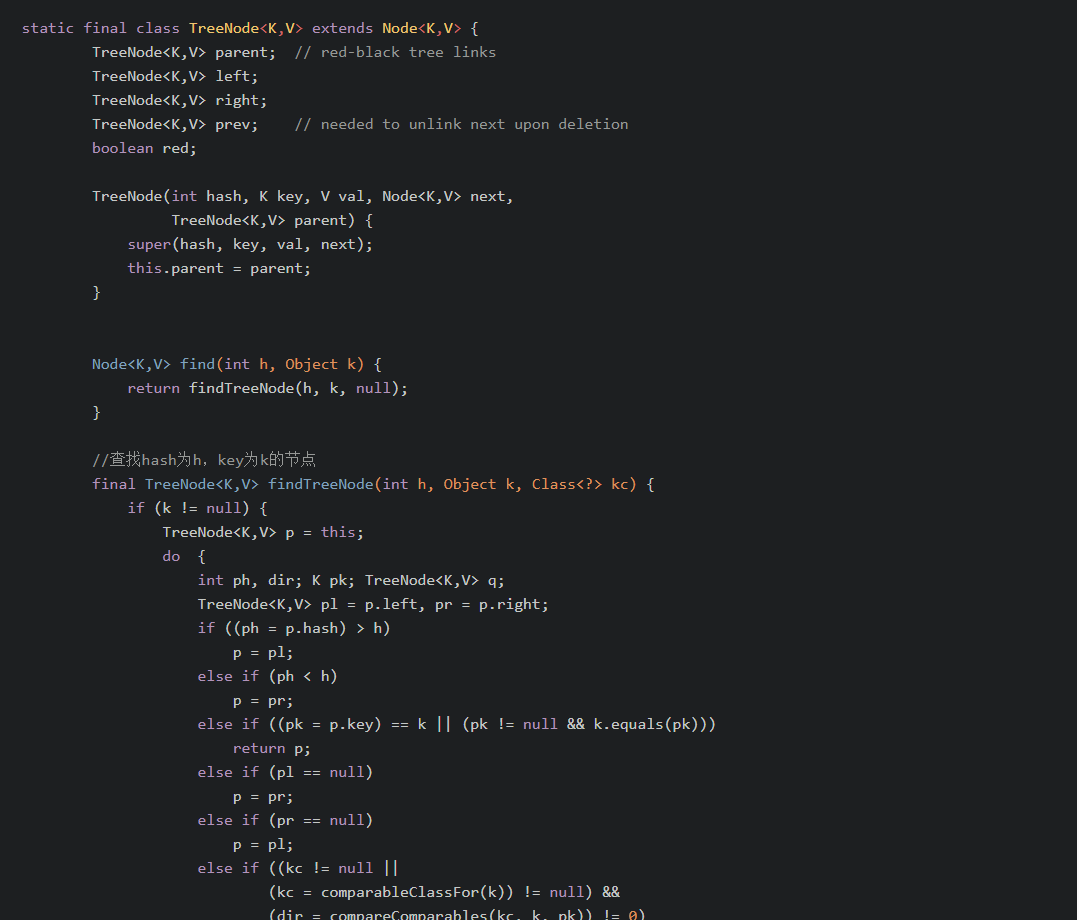 static final class TreeNode<K,V> extends Node<K,V> {
TreeNode<K,V> parent;  // red-black tree links
TreeNode<K,V> left;
TreeNode<K,V> right;
TreeNode<K,V> prev;    // needed to unlink next upon deletion
boolean red;
TreeNode(int hash, K key, V val, Node<K,V> next,
TreeNode<K,V> parent) {
super(hash, key, val, next);
this.parent = parent;
}
Node<K,V> find(int h, Object k) {
return findTreeNode(h, k, null);
}
//查找hash为h，key为k的节点
final TreeNode<K,V> findTreeNode(int h, Object k, Class<?> kc) {
if (k != null) {
TreeNode<K,V> p = this;
do  {
int ph, dir; K pk; TreeNode<K,V> q;
TreeNode<K,V> pl = p.left, pr = p.right;
if ((ph = p.hash) > h)
p = pl;
else if (ph < h)
p = pr;
else if ((pk = p.key) == k || (pk != null && k.equals(pk)))
return p;
else if (pl == null)
p = pr;
else if (pr == null)
p = pl;
else if ((kc != null ||
(kc = comparableClassFor(k)) != null) &&
(dir = compareComparables(kc, k, pk)) != 0)